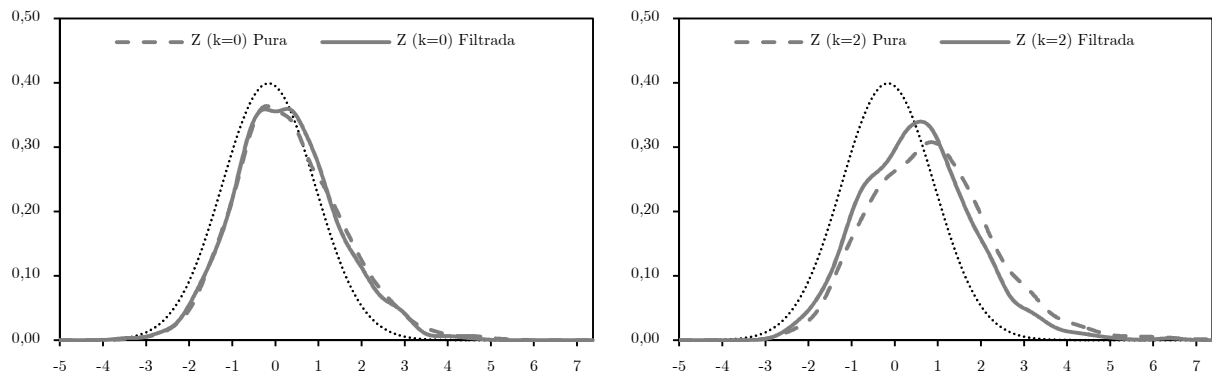 0,50
Z (k=0) Pura
Z (k=0) Filtrada
0,40
0,30
0,20
0,10
0,00
-5 -4 -3 -2 -1 0 1 2 3 4 5 6 7
0,50
Z (k=2) Pura
Z (k=2) Filtrada
0,40
0,30
0,20
0,10
0,00
-5 -4 -3 -2 -1 0 1 2 3 4 5 6 7